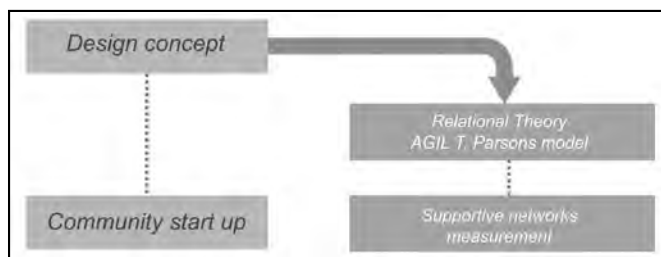 Design concept
Relational Theory
AGIL T. Parsons model
Community start up
Supportive networks
measurement